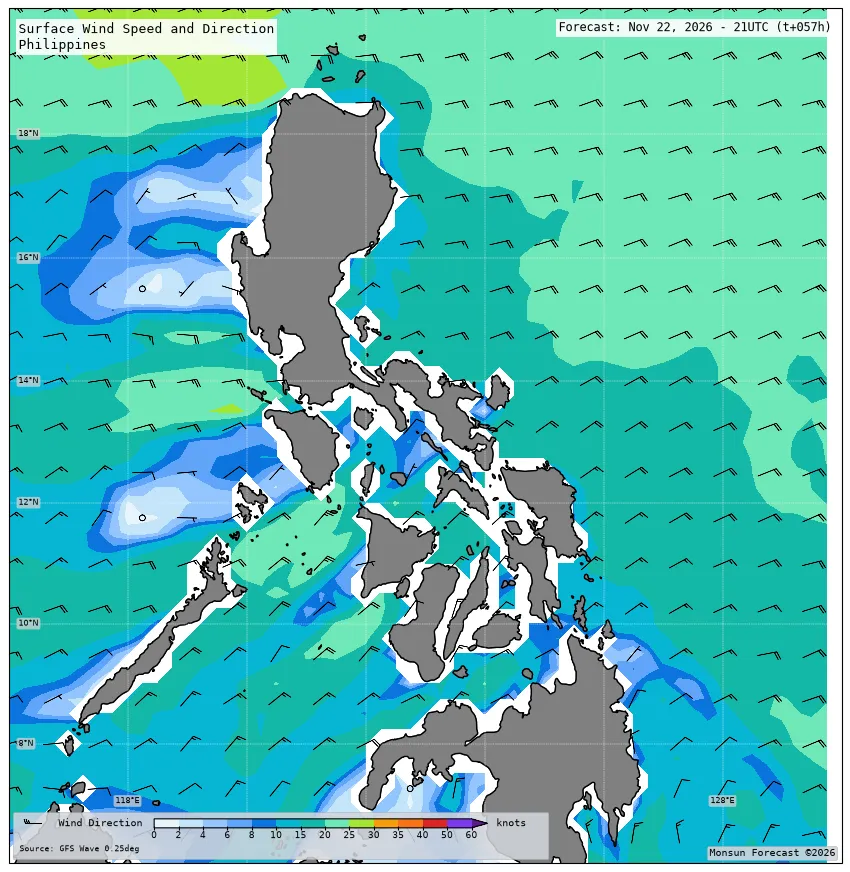 Surface Wind Speed and Direction
Philippines
Forecast: Nov 22, 2026 - 21UTC (t+057h)
18°N
16°N
14°N
12°N
10°N
8°N
118°E
128°E
Wind Direction
0 2 4 6 8 10 15 20 25 30 35 40 50 60 knots
Source: GFS Wave 0.25deg
Monsun Forecast ©2026